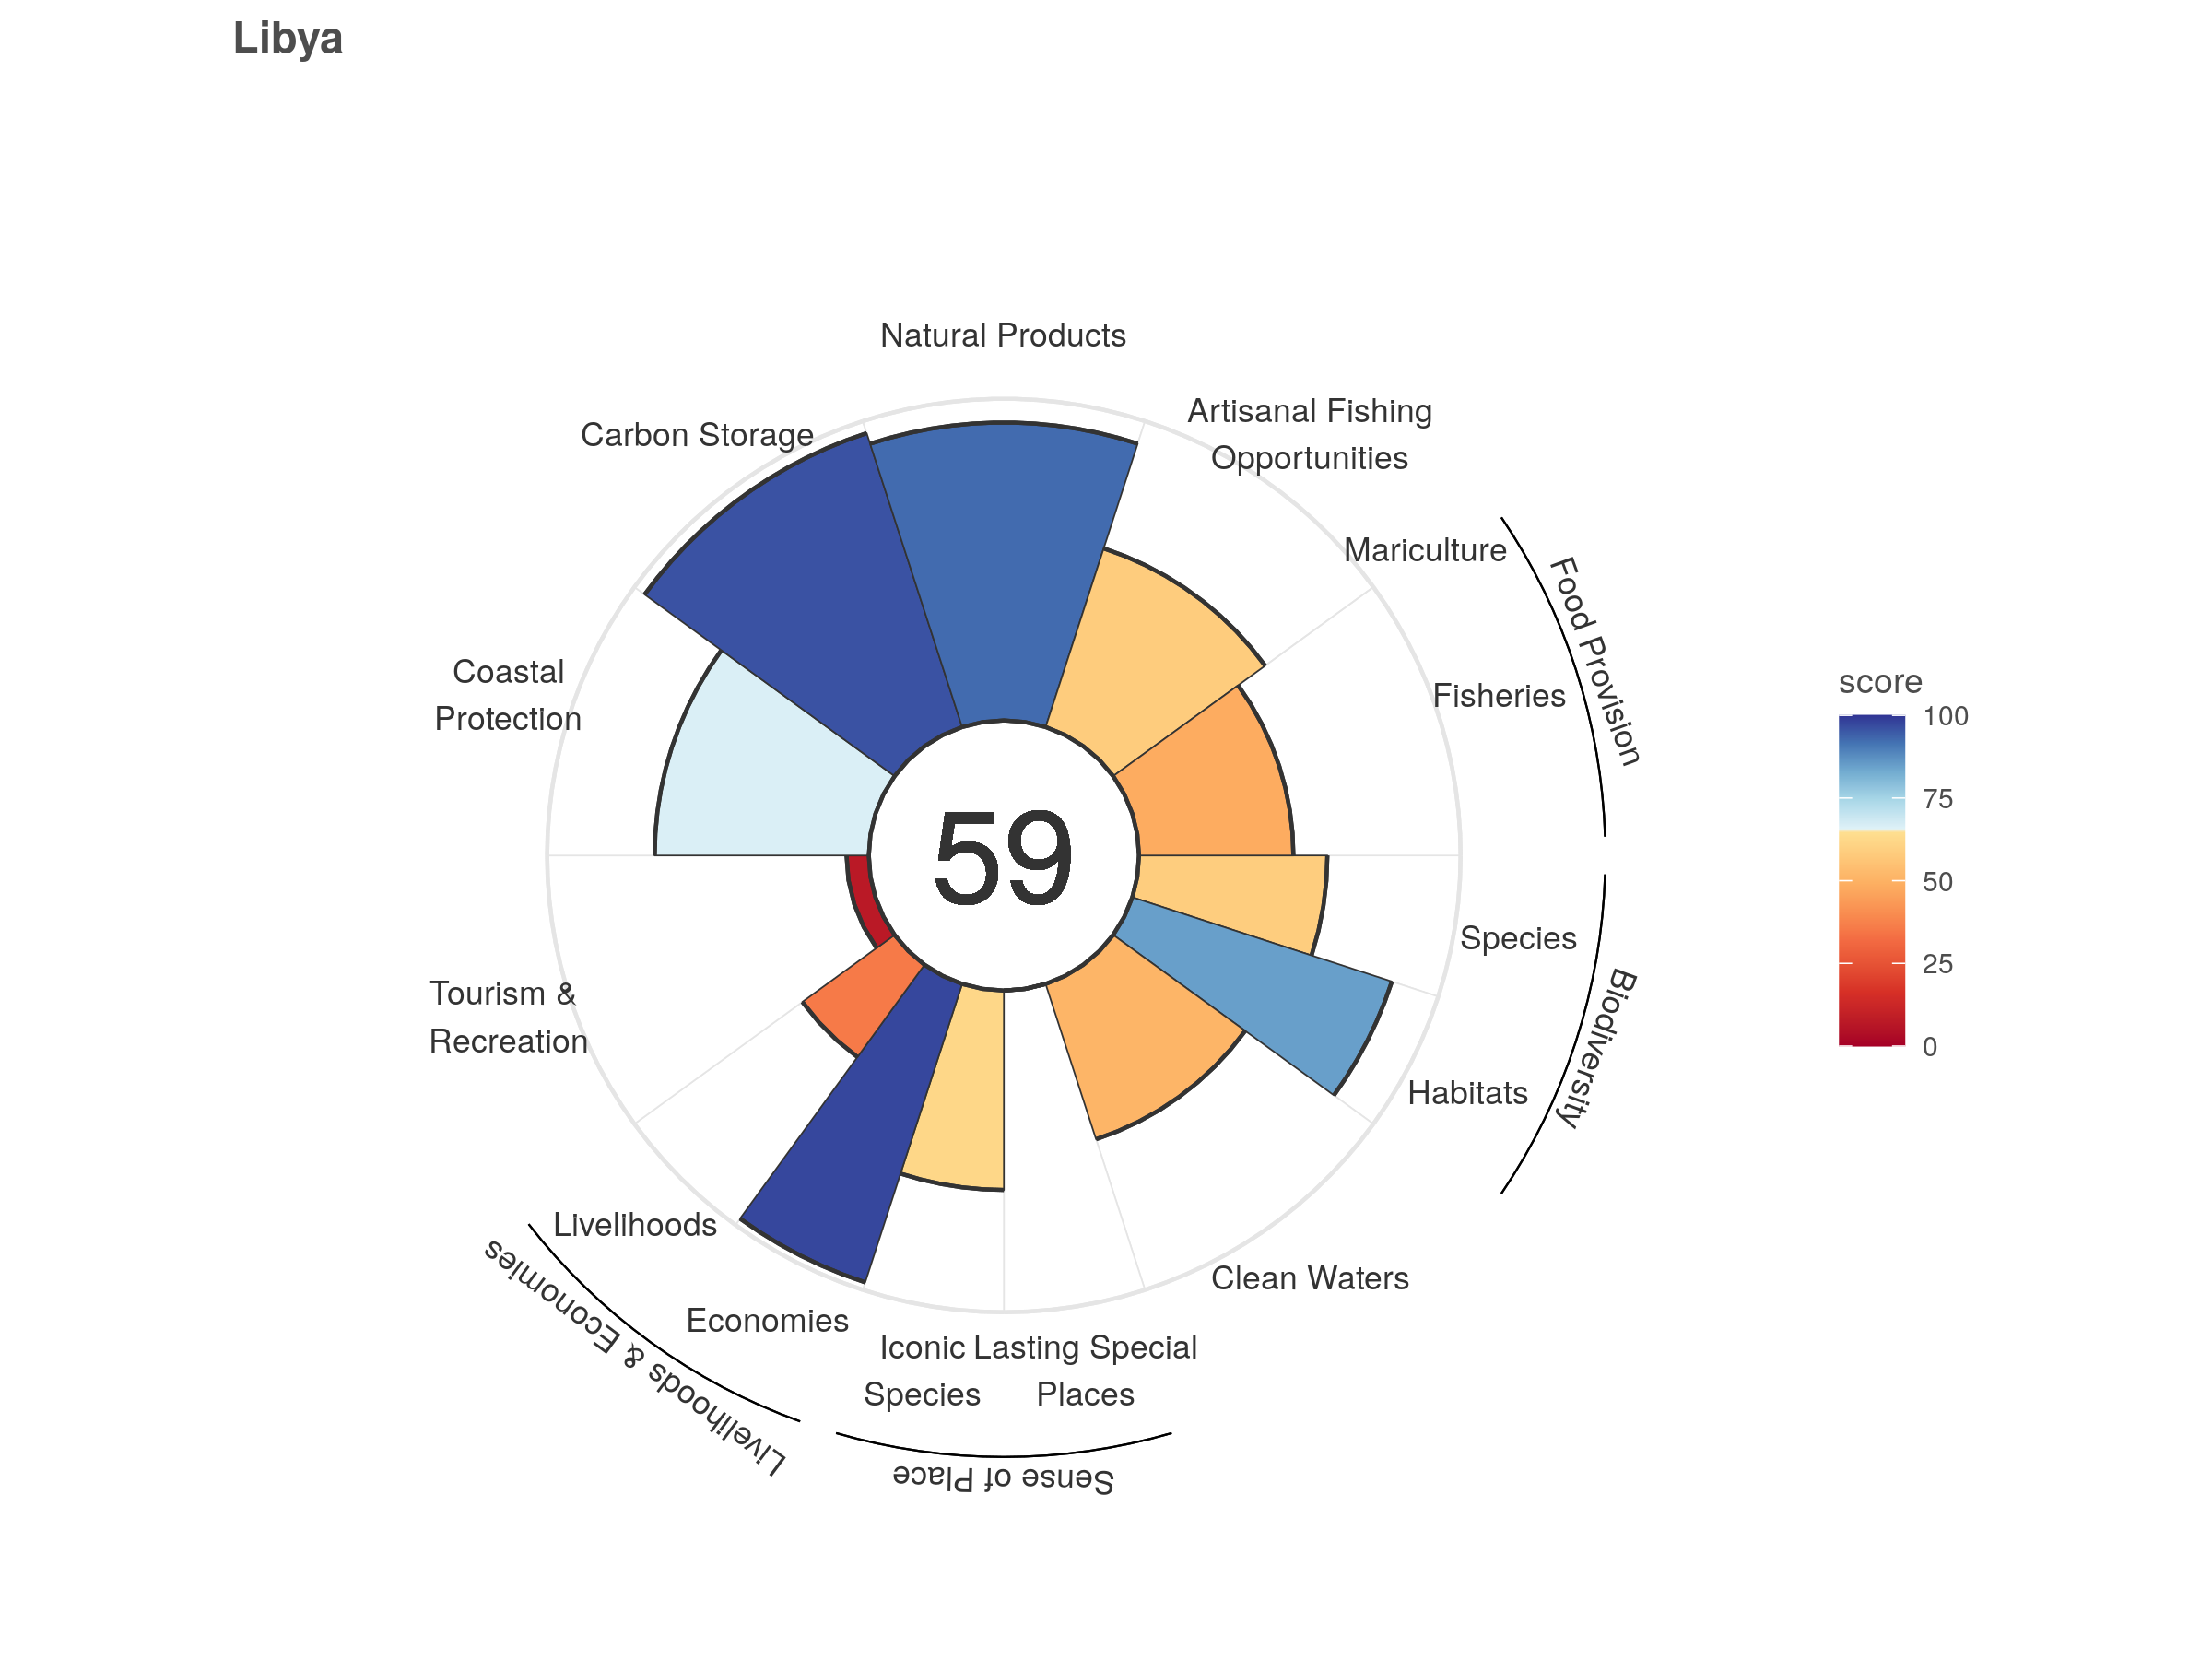 Libya
Natural Products
Artisanal Fishing
Opportunities
Carbon Storage
Mariculture
Food Provision
Fisheries
Coastal
Protection
score
100
75
50
25
0
59
Species
Biodiversity
Habitats
Tourism &
Recreation
Livelihoods
Clean Waters
Economies
Livelihoods & Economies
Iconic
Species
Lasting Special
Places
Sense of Place